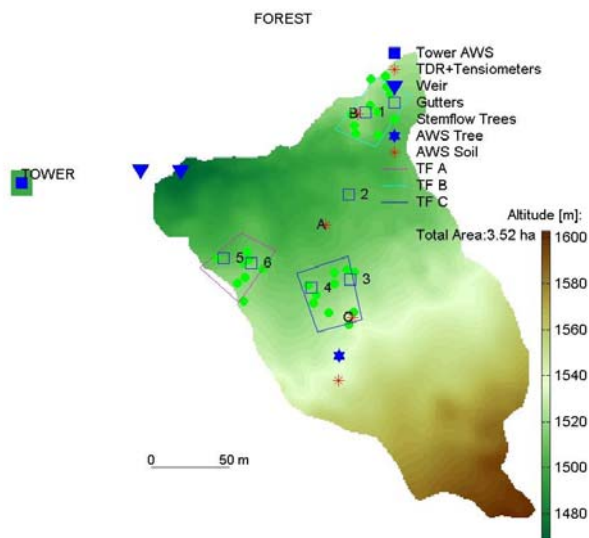 FOREST
Tower AWS
TDR+Tensiometers
Weir
Gutters
Stemflow Trees
AWS Tree
AWS Soil
TF A
TF B
TF C
B
1
TOWER
2
A
Altitude [m]:
Total Area:3.52 ha
1600
5
6
3
4
1580
C
1560
1540
1520
0
50 m
1500
1480